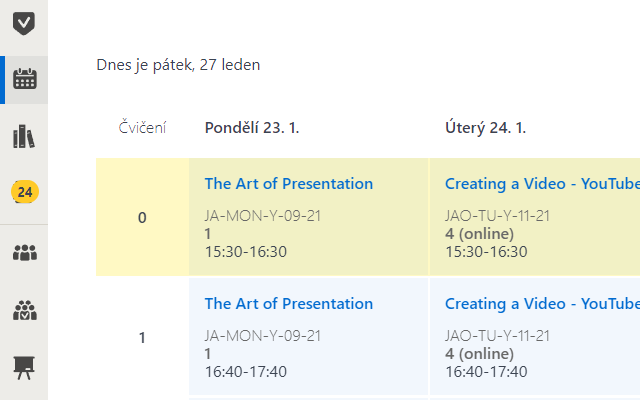 Dnes je pátek, 27 leden
Čvičení
Pondělí 23. 1.
Úterý 24. 1.
24
0
The Art of Presentation
JA-MON-Y-09-21
1
15:30-16:30
Creating a Video - YouTube
JAO-TU-Y-11-21
4 (online)
15:30-16:30
1
The Art of Presentation
JA-MON-Y-09-21
1
16:40-17:40
Creating a Video - YouTube
JAO-TU-Y-11-21
4 (online)
16:40-17:40